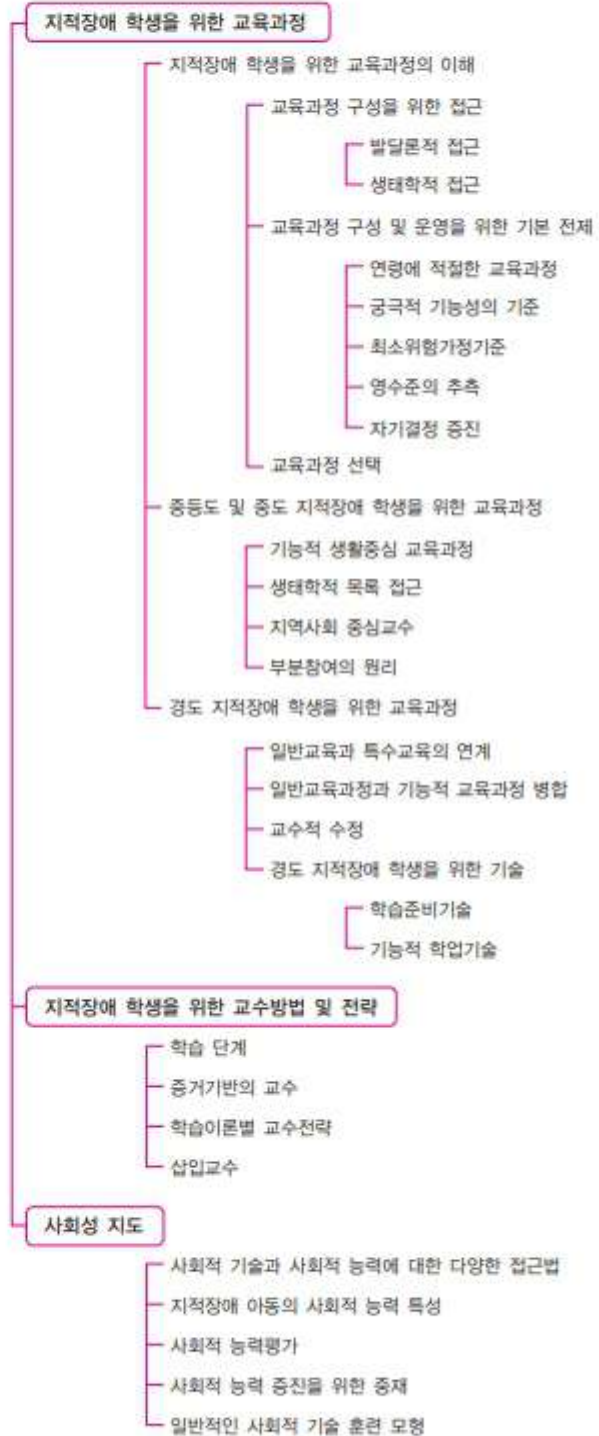 지적장애 학생을 위한 교육과정
지적장애 학생을 위한 교육과정의 이해
교육과정 구성을 위한 접근
발달론적 접근
생태학적 접근
교육과정 구성 및 운영을 위한 기본 전제
연령에 적절한 교육과정
궁극적 기능성의 기준
최소위험가정기준
영수준의 추측
자기결정 증진
교육과정 선택
중등도 및 중도 지적장애 학생을 위한 교육과정
기능적 생활중심 교육과정
생태학적 목록 접근
지역사회 중심교수
부분참여의 원리
경도 지적장애 학생을 위한 교육과정
일반교육과 특수교육의 연계
일반교육과정과 기능적 교육과정 병합
교수적 수정
경도 지적장애 학생을 위한 기술
학습준비기술
기능적 학업기술
지적장애 학생을 위한 교수방법 및 전략
학습 단계
증거기반의 교수
학습이론별 교수전략
삽입교수
사회성 지도
사회적 기술과 사회적 능력에 대한 다양한 접근법
지적장애 아동의 사회적 능력 특성
사회적 능력평가
사회적 능력 증진을 위한 중재
일반적인 사회적 기술 훈련 모형